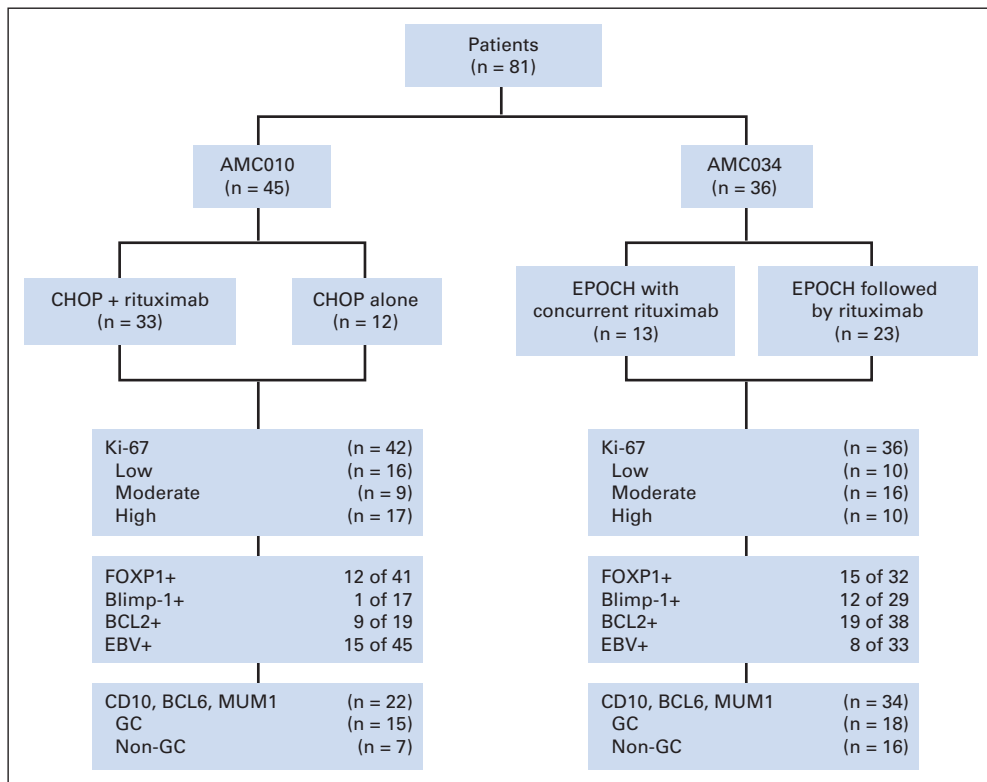 Patients
(n = 81)
AMC010
(n = 45)
AMC034
(n = 36)
CHOP + rituximab
(n = 33)
CHOP alone
(n = 12)
EPOCH with
concurrent rituximab
(n = 13)
EPOCH followed
by rituximab
(n = 23)
Ki-67 (n = 42)
Low (n = 16)
Moderate (n = 9)
High (n = 17)
Ki-67 (n = 36)
Low (n = 10)
Moderate (n = 16)
High (n = 10)
FOXP1+ 12 of 41
Blimp-1+ 1 of 17
BCL2+ 9 of 19
EBV+ 15 of 45
FOXP1+ 15 of 32
Blimp-1+ 12 of 29
BCL2+ 19 of 38
EBV+ 8 of 33
CD10, BCL6, MUM1 (n = 22)
GC (n = 15)
Non-GC (n = 7)
CD10, BCL6, MUM1 (n = 34)
GC (n = 18)
Non-GC (n = 16)